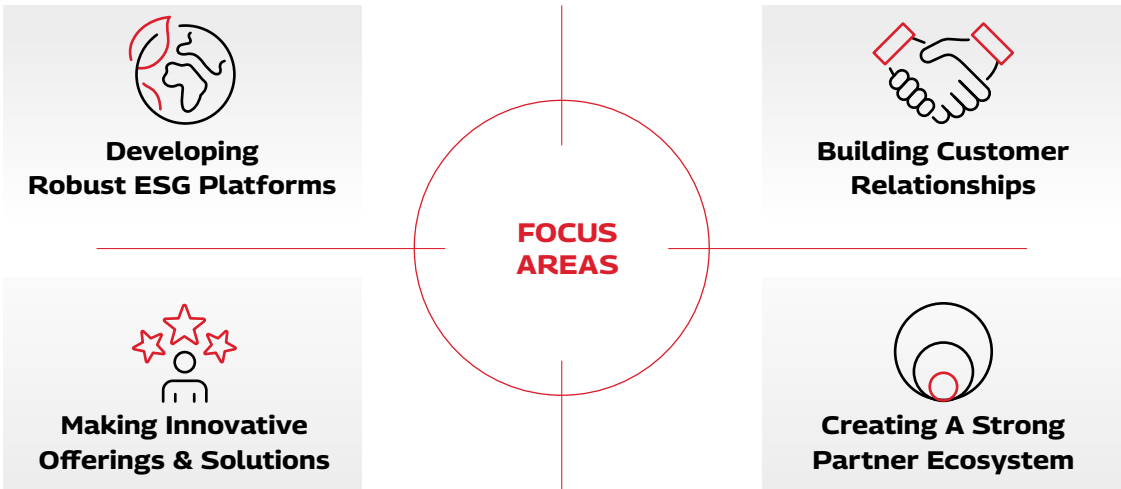 Developing
Robust ESG Platforms
Building Customer
Relationships
FOCUS
AREAS
Making Innovative
Offerings & Solutions
Creating A Strong
Partner Ecosystem